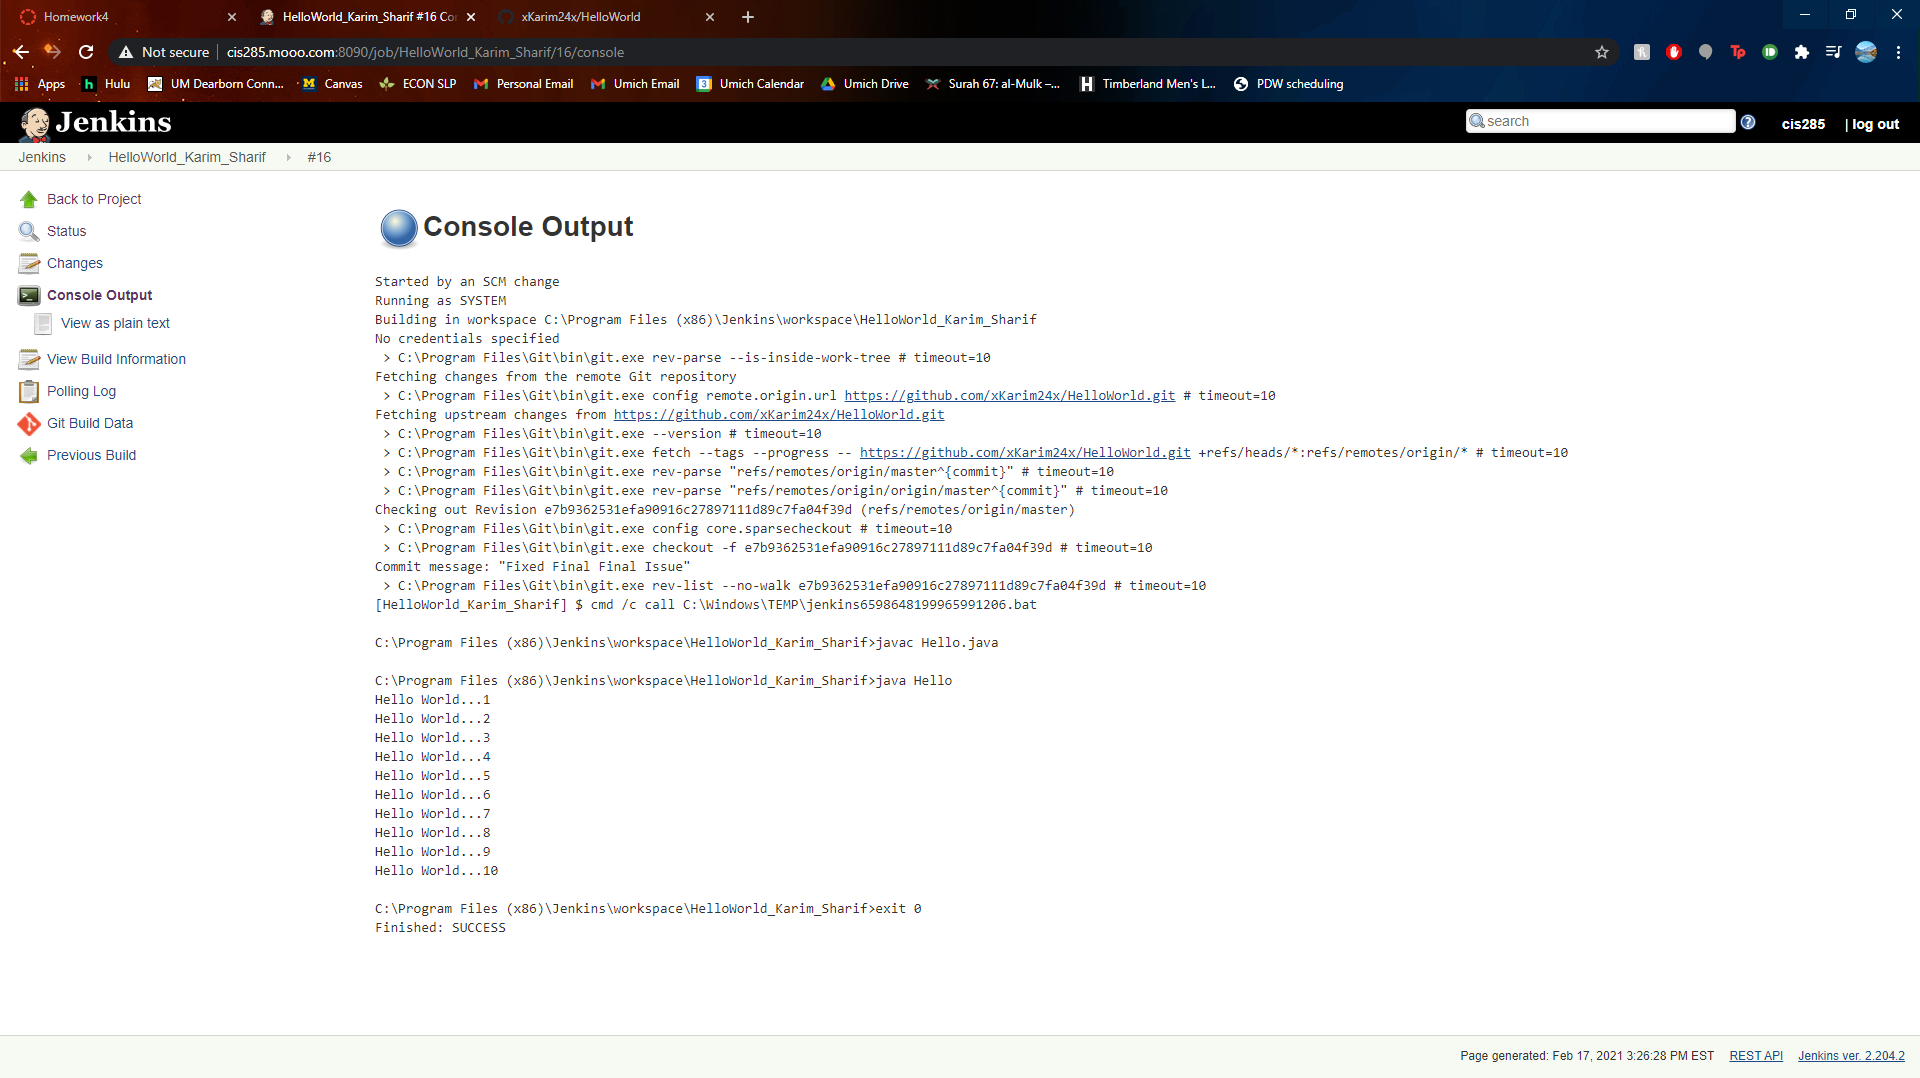 Homework4
HelloWorld_Karim_Sharif #16 Co
xKarim24x/HelloWorld
Not secure
cis285.mooo.com:8090/job/HelloWorld_Karim_Sharif/16/console
Apps
Hulu
UM Dearborn Conn...
Canvas
ECON SLP
Personal Email
Umich Email
Umich Calendar
Umich Drive
Surah 67: al-Mulk –...
Timberland Men's L...
PDW scheduling
Jenkins
search
cis285
| log out
Jenkins
HelloWorld_Karim_Sharif
#16
Back to Project
Status
Changes
Console Output
View as plain text
View Build Information
Polling Log
Git Build Data
Previous Build
Console Output
Started by an SCM change
Running as SYSTEM
Building in workspace C:\Program Files (x86)\Jenkins\workspace\HelloWorld_Karim_Sharif
No credentials specified
> C:\Program Files\Git\bin\git.exe rev-parse --is-inside-work-tree # timeout=10
Fetching changes from the remote Git repository
> C:\Program Files\Git\bin\git.exe config remote.origin.url https://github.com/xKarim24x/HelloWorld.git # timeout=10
Fetching upstream changes from https://github.com/xKarim24x/HelloWorld.git
> C:\Program Files\Git\bin\git.exe --version # timeout=10
> C:\Program Files\Git\bin\git.exe fetch --tags --progress -- https://github.com/xKarim24x/HelloWorld.git +refs/heads/*:refs/remotes/origin/* # timeout=10
> C:\Program Files\Git\bin\git.exe rev-parse "refs/remotes/origin/master^{commit}" # timeout=10
> C:\Program Files\Git\bin\git.exe rev-parse "refs/remotes/origin/origin/master^{commit}" # timeout=10
Checking out Revision e7b9362531efa90916c27897111d89c7fa04f39d (refs/remotes/origin/master)
> C:\Program Files\Git\bin\git.exe config core.sparsecheckout # timeout=10
> C:\Program Files\Git\bin\git.exe checkout -f e7b9362531efa90916c27897111d89c7fa04f39d # timeout=10
Commit message: "Fixed Final Final Issue"
> C:\Program Files\Git\bin\git.exe rev-list --no-walk e7b9362531efa90916c27897111d89c7fa04f39d # timeout=10
[HelloWorld_Karim_Sharif] $ cmd /c call C:\Windows\TEMP\jenkins6598648199965991206.bat
C:\Program Files (x86)\Jenkins\workspace\HelloWorld_Karim_Sharif>javac Hello.java
C:\Program Files (x86)\Jenkins\workspace\HelloWorld_Karim_Sharif>java Hello
Hello World...1
Hello World...2
Hello World...3
Hello World...4
Hello World...5
Hello World...6
Hello World...7
Hello World...8
Hello World...9
Hello World...10
C:\Program Files (x86)\Jenkins\workspace\HelloWorld_Karim_Sharif>exit 0
Finished: SUCCESS
Page generated: Feb 17, 2021 3:26:28 PM EST
REST API
Jenkins ver. 2.204.2